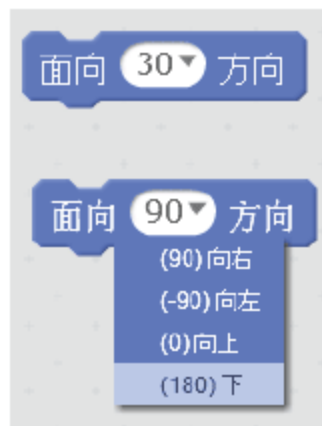 面向 30▼ 方向
面向 90▼ 方向
(90)向右
(-90)向左
(0)向上
(180)下